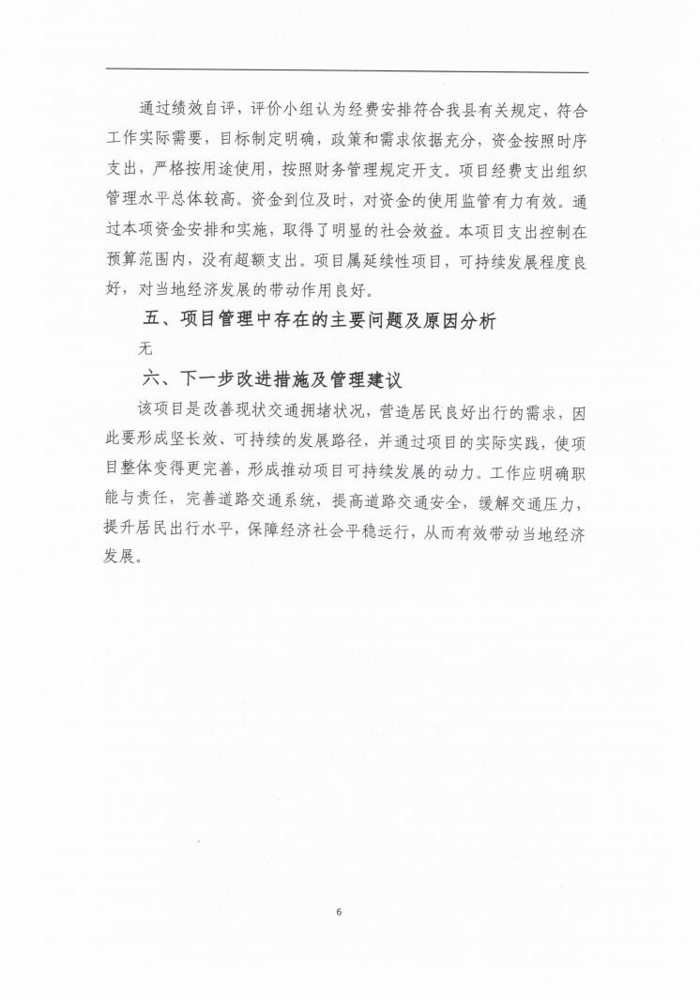 通过绩效自评，评价小组认为经费安排符合我县有关规定，符合
工作实际需要，目标制定明确，政策和需求依据充分，资金按照时序
支出，严格按用途使用，按照财务管理规定开支。项目经费支出组织
管理水平总体较高。资金到位及时，对资金的使用监管有力有效。通
过本项资金安排和实施，取得了明显的社会效益。本项目支出控制在
预算范围内，没有超额支出。项目属延续性项目，可持续发展程度良
好，对当地经济发展的带动作用良好。
五、项目管理中存在的主要问题及原因分析
无
六、下一步改进措施及管理建议
该项目是改善现状交通拥堵状况，营造居民良好出行的需求，因
此要形成坚长效、可持续的发展路径，并通过项目的实际实践，使项
目整体变得更完善，形成推动项目可持续发展的动力。工作应明确职
能与责任，完善道路交通系统，提高道路交通安全，缓解交通压力，
提升居民出行水平，保障经济社会平稳运行，从而有效带动当地经济
发展。
6